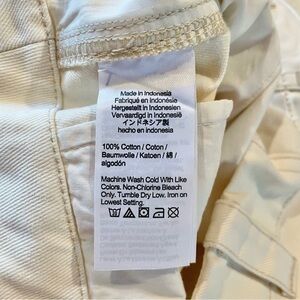 Made in Indonesia
Fabriqué en Indonésie
Hergestellt in Indonesien
Vervaardigd in Indonesië
インドネシア製
hecho en indonesia
100% Cotton / Coton /
Baumwolle / Katoen / 綿 /
algodón
Machine Wash Cold With Like
Colors. Non-Chlorine Bleach
Only. Tumble Dry Low. Iron on
Lowest Setting.